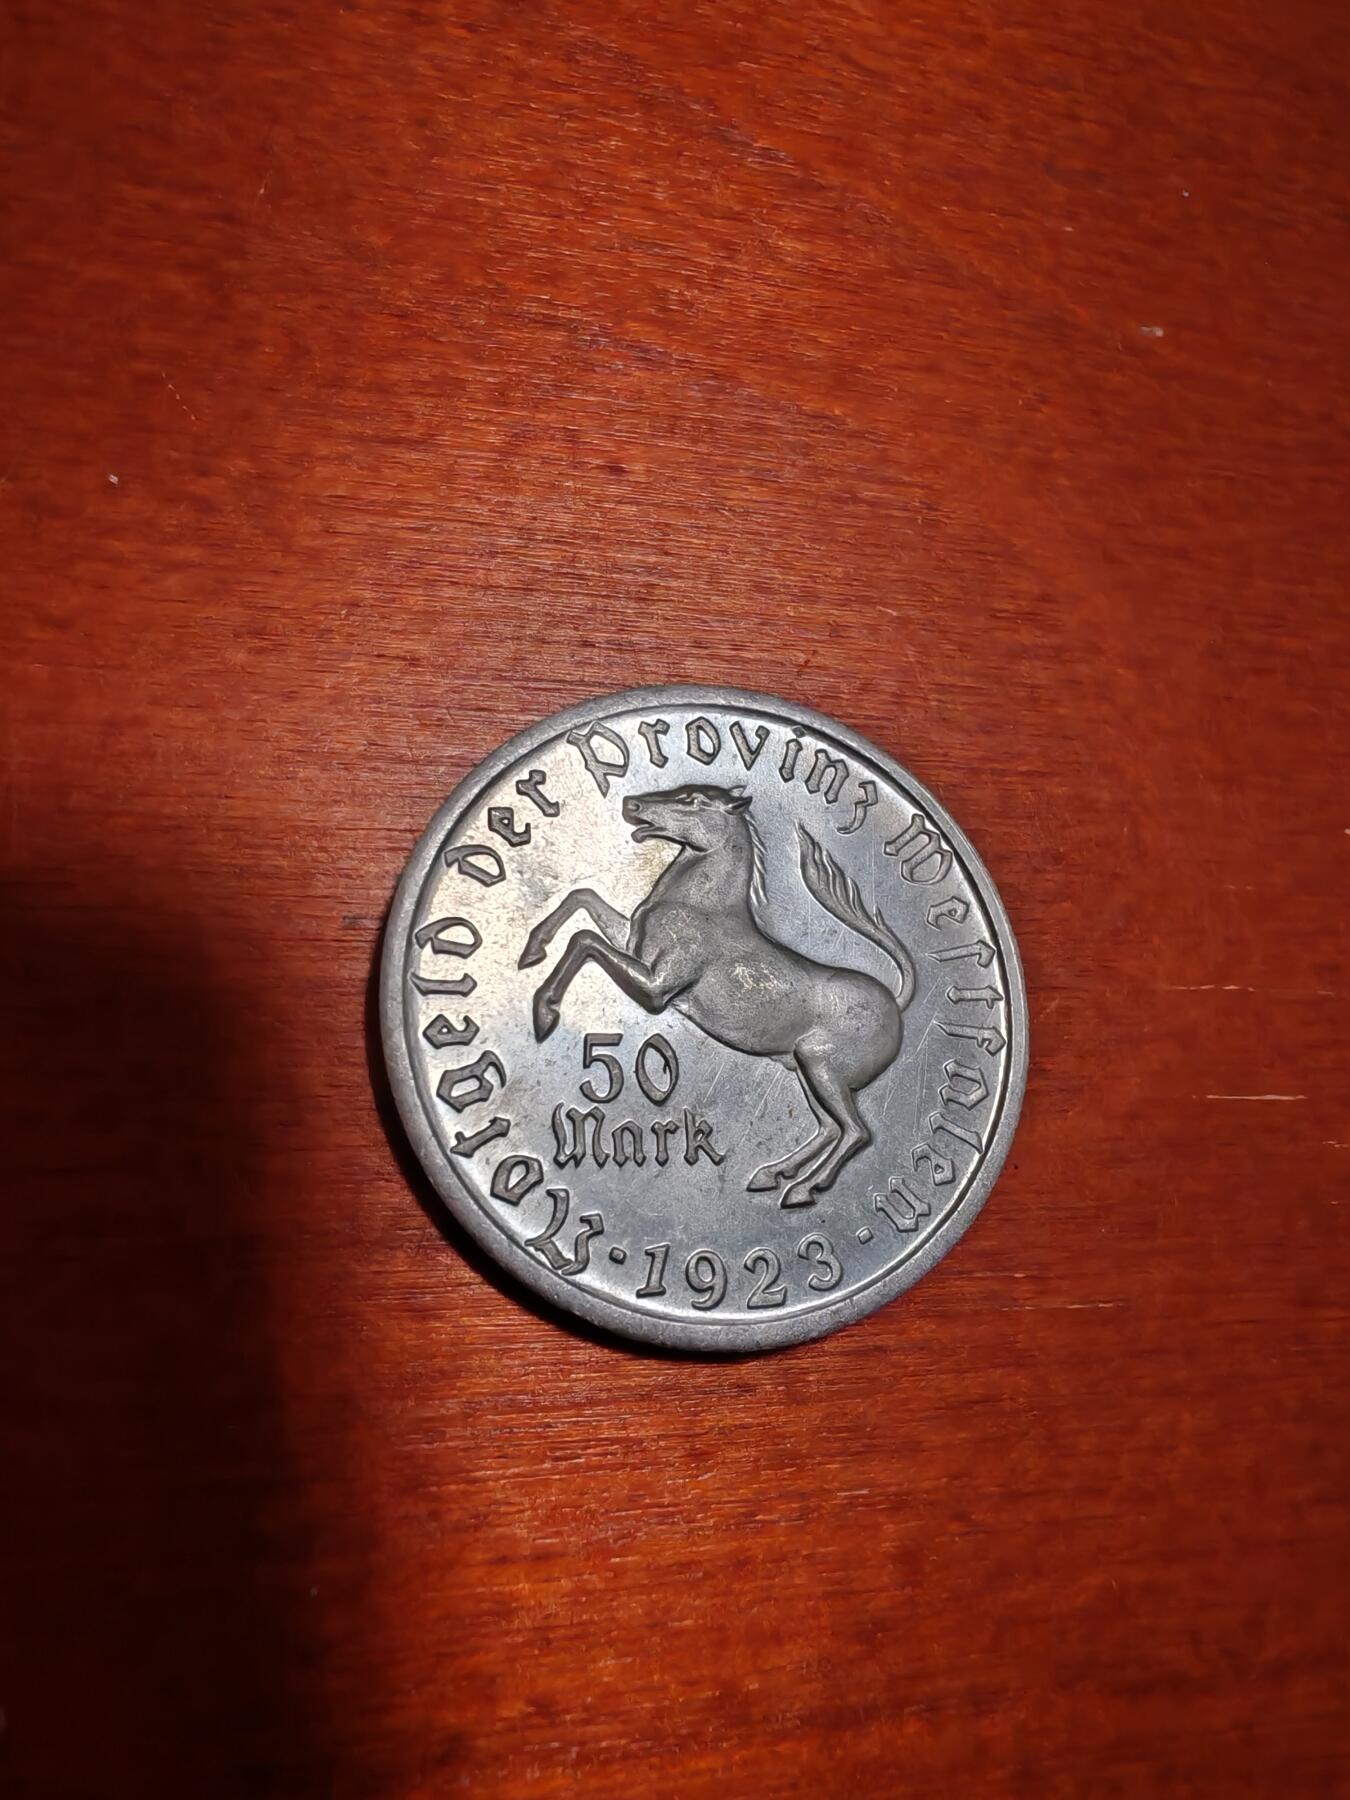 Notgeld der Provinz Weſtfalen
50
Mark
· 1923 ·